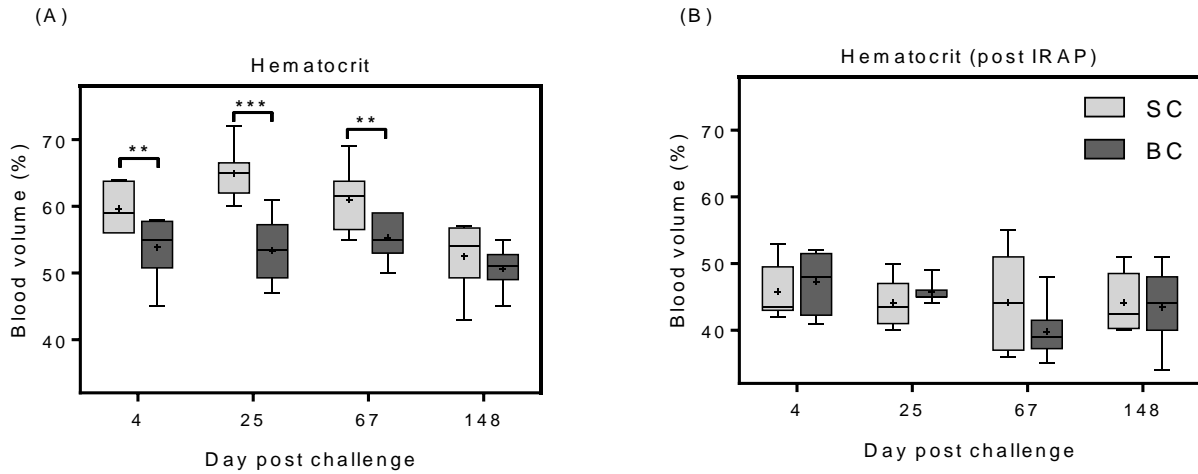 (A)
Hematocrit
Blood volume (%)
70
60
50
40
**
***
**
4 25 67 148
Day post challenge
(B)
Hematocrit (post IRAP)
Blood volume (%)
70
60
50
40
SC
BC
4 25 67 148
Day post challenge